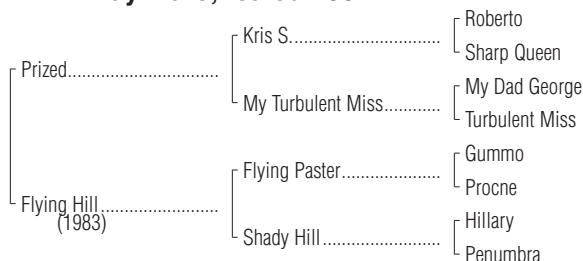 Roberto
Kris S.
Sharp Queen
Prized
My Dad George
My Turbulent Miss
Turbulent Miss
Gummo
Flying Paster
Procne
Flying Hill
(1983)
Hillary
Shady Hill
Penumbra